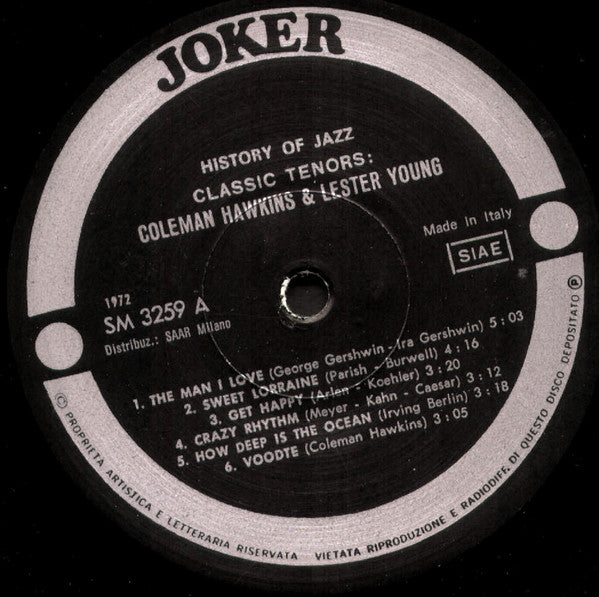 JOKER
HISTORY OF JAZZ
CLASSIC TENORS:
COLEMAN HAWKINS & LESTER YOUNG
Made in Italy
SIAE
1972
SM 3259 A
Distribuz.: SAAR Milano
1. THE MAN I LOVE (George Gershwin - Ira Gershwin) 5 : 03
2. SWEET LORRAINE (Parish - Burwell) 4 : 16
3. GET HAPPY (Arlen - Koehler) 3 : 20
4. CRAZY RHYTHM (Meyer - Kahn - Caesar) 3 : 12
5. HOW DEEP IS THE OCEAN (Irving Berlin) 3 : 18
6. VOODTE (Coleman Hawkins) 3 : 05
© PROPRIETA ARTISTICA E LETTERARIA RISERVATA VIETATA RIPRODUZIONE E RADIODIFF. DI QUESTO DISCO DEPOSITATO ℗